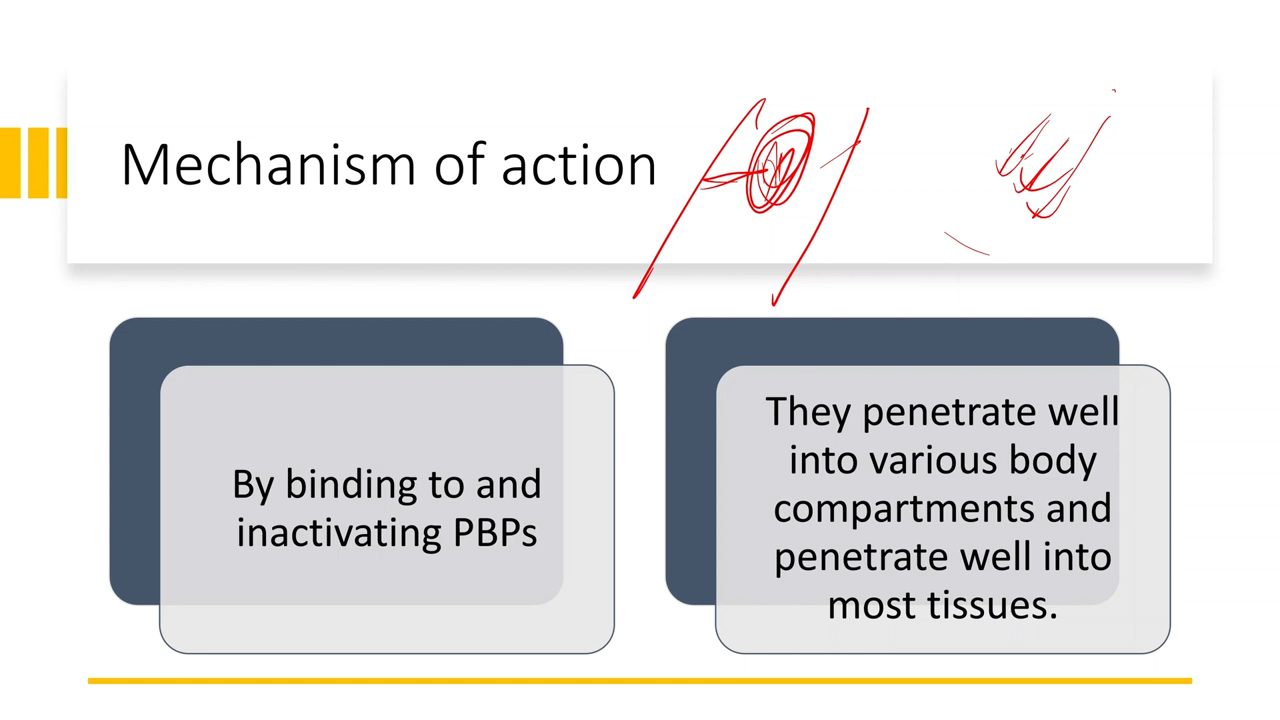 Mechanism of action
By binding to and
inactivating PBPs
They penetrate well
into various body
compartments and
penetrate well into
most tissues.